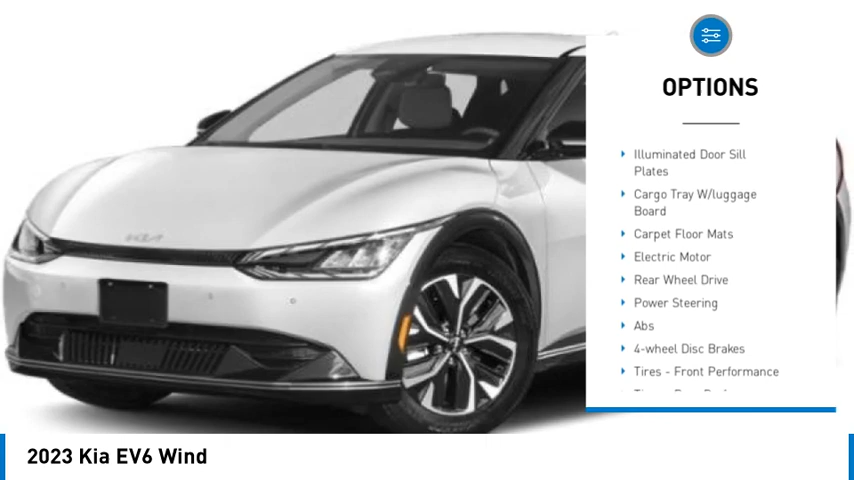 KIA
OPTIONS
Illuminated Door Sill
Plates
Cargo Tray W/luggage
Board
Carpet Floor Mats
Electric Motor
Rear Wheel Drive
Power Steering
Abs
4-wheel Disc Brakes
Tires - Front Performance
2023 Kia EV6 Wind